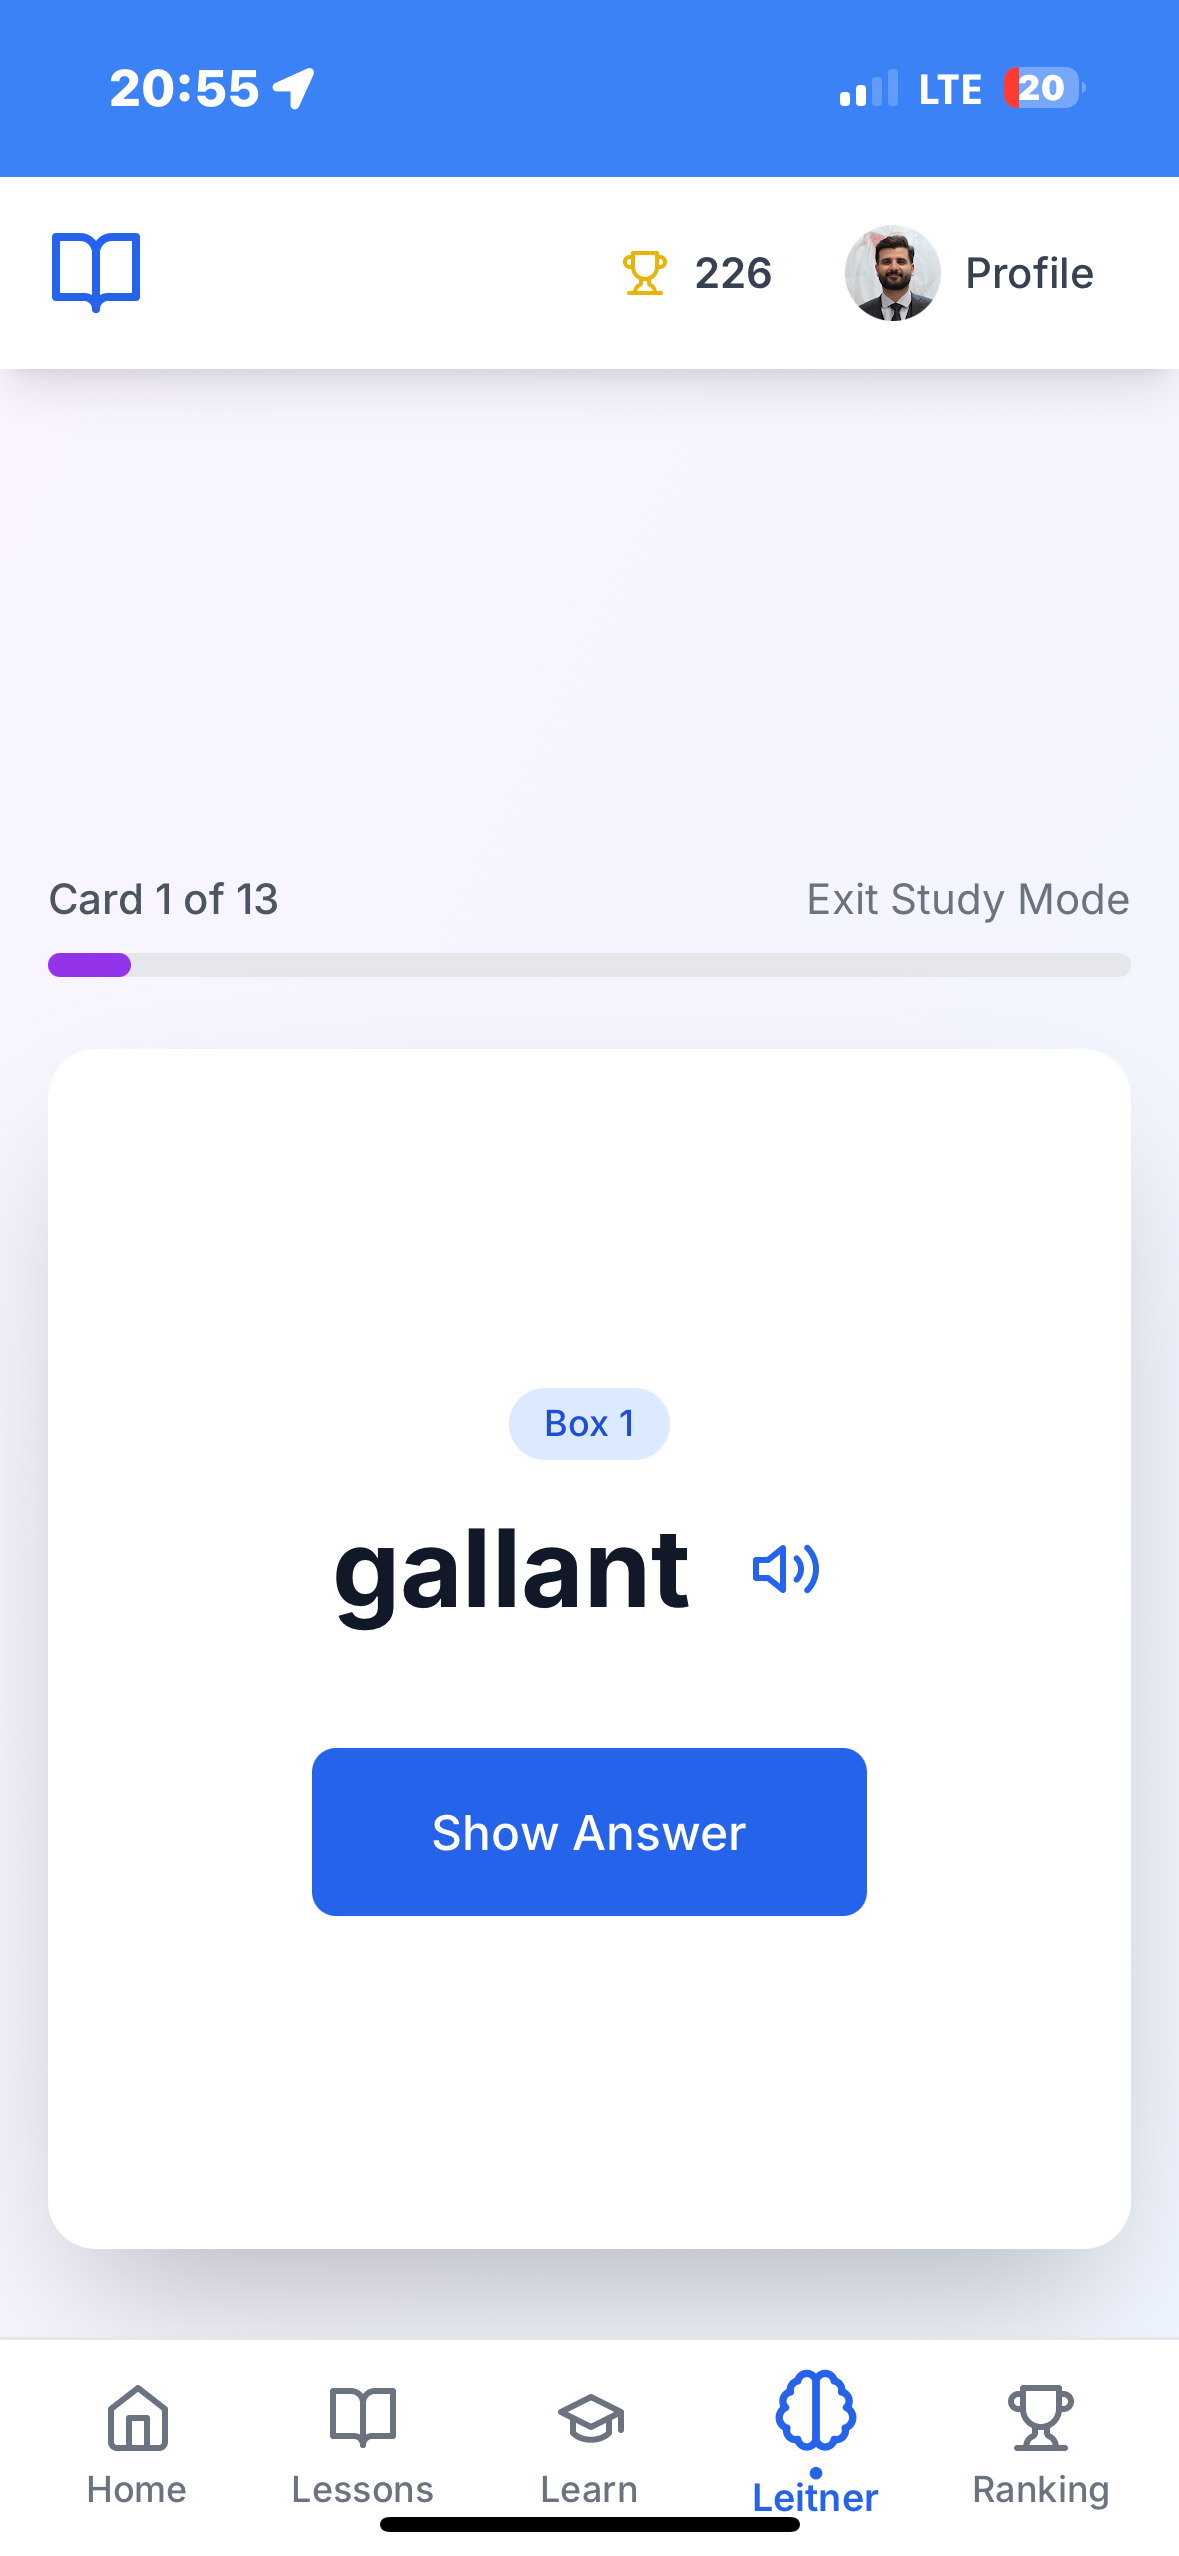 20:55
LTE 20
226 Profile
Card 1 of 13 Exit Study Mode
Box 1
gallant
Show Answer
Home Lessons Learn Leitner Ranking